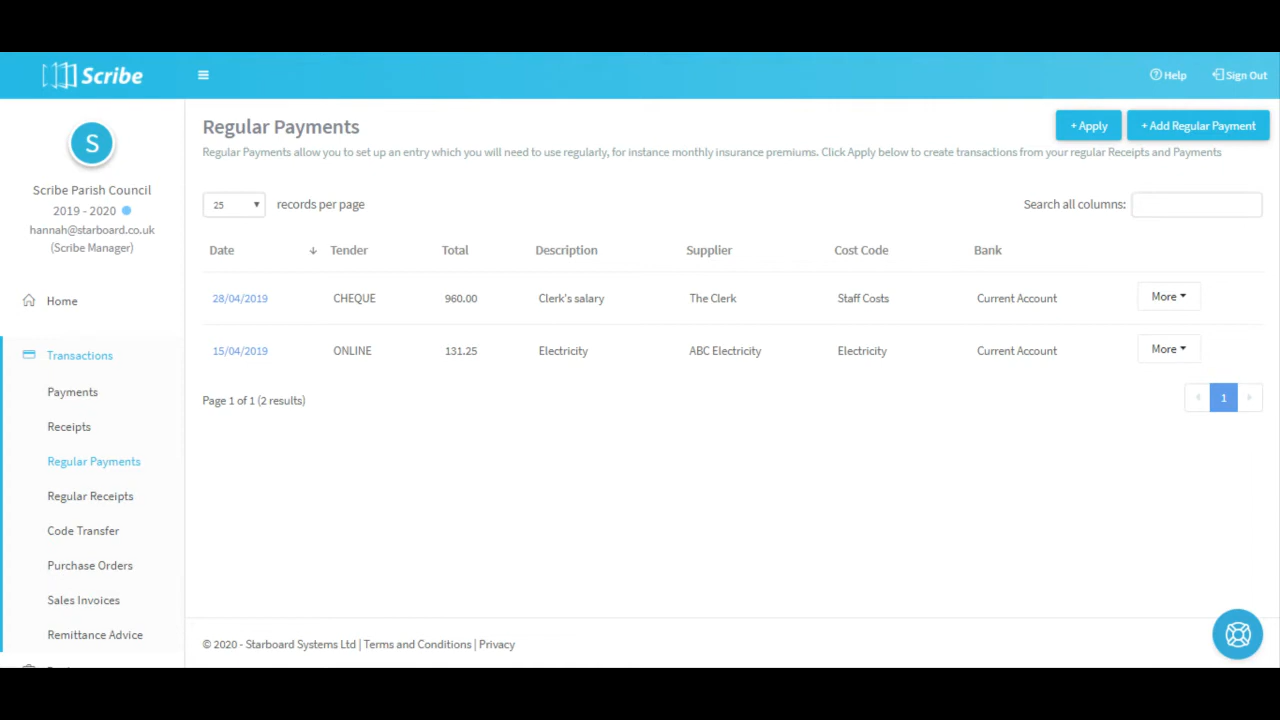 Scribe
Help
Sign Out
S
Scribe Parish Council
2019 - 2020
hannah@starboard.co.uk
(Scribe Manager)
Home
Transactions
Payments
Receipts
Regular Payments
Regular Receipts
Code Transfer
Purchase Orders
Sales Invoices
Remittance Advice
Regular Payments
+ Apply
+ Add Regular Payment
Regular Payments allow you to set up an entry which you will need to use regularly, for instance monthly insurance premiums. Click Apply below to create transactions from your regular Receipts and Payments
25 records per page
Search all columns:
Date Tender Total Description Supplier Cost Code Bank
28/04/2019 CHEQUE 960.00 Clerk's salary The Clerk Staff Costs Current Account More
15/04/2019 ONLINE 131.25 Electricity ABC Electricity Electricity Current Account More
Page 1 of 1 (2 results)
1
© 2020 - Starboard Systems Ltd | Terms and Conditions | Privacy